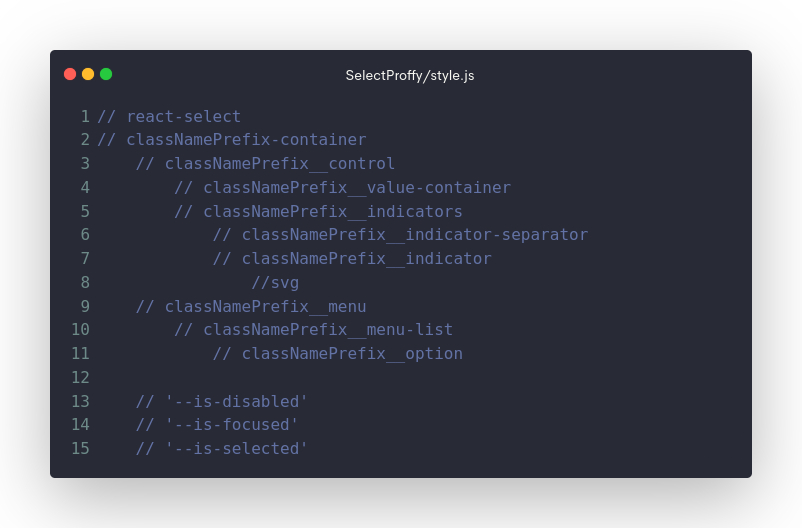 SelectProffy/style.js
1 // react-select
2 // classNamePrefix-container
3     // classNamePrefix__control
4         // classNamePrefix__value-container
5         // classNamePrefix__indicators
6             // classNamePrefix__indicator-separator
7             // classNamePrefix__indicator
8                 //svg
9     // classNamePrefix__menu
10         // classNamePrefix__menu-list
11             // classNamePrefix__option
12
13     // '--is-disabled'
14     // '--is-focused'
15     // '--is-selected'